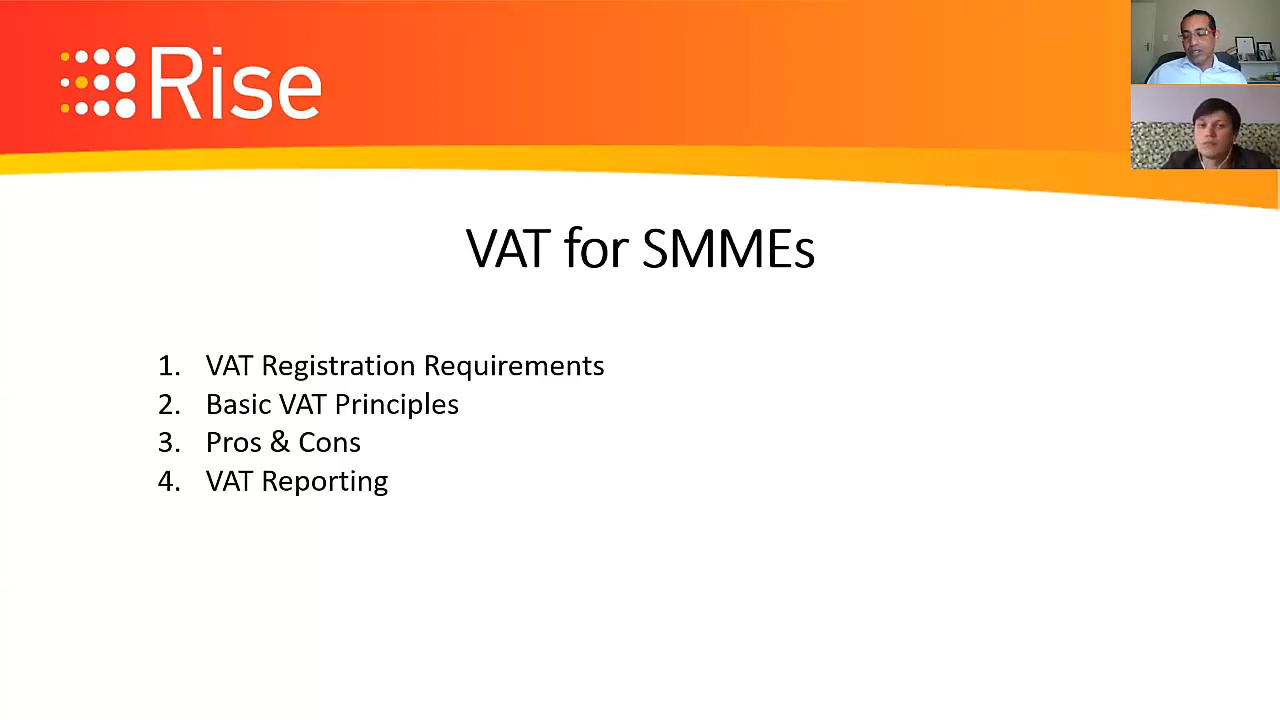 Rise
VAT for SMMEs
1. VAT Registration Requirements
2. Basic VAT Principles
3. Pros & Cons
4. VAT Reporting